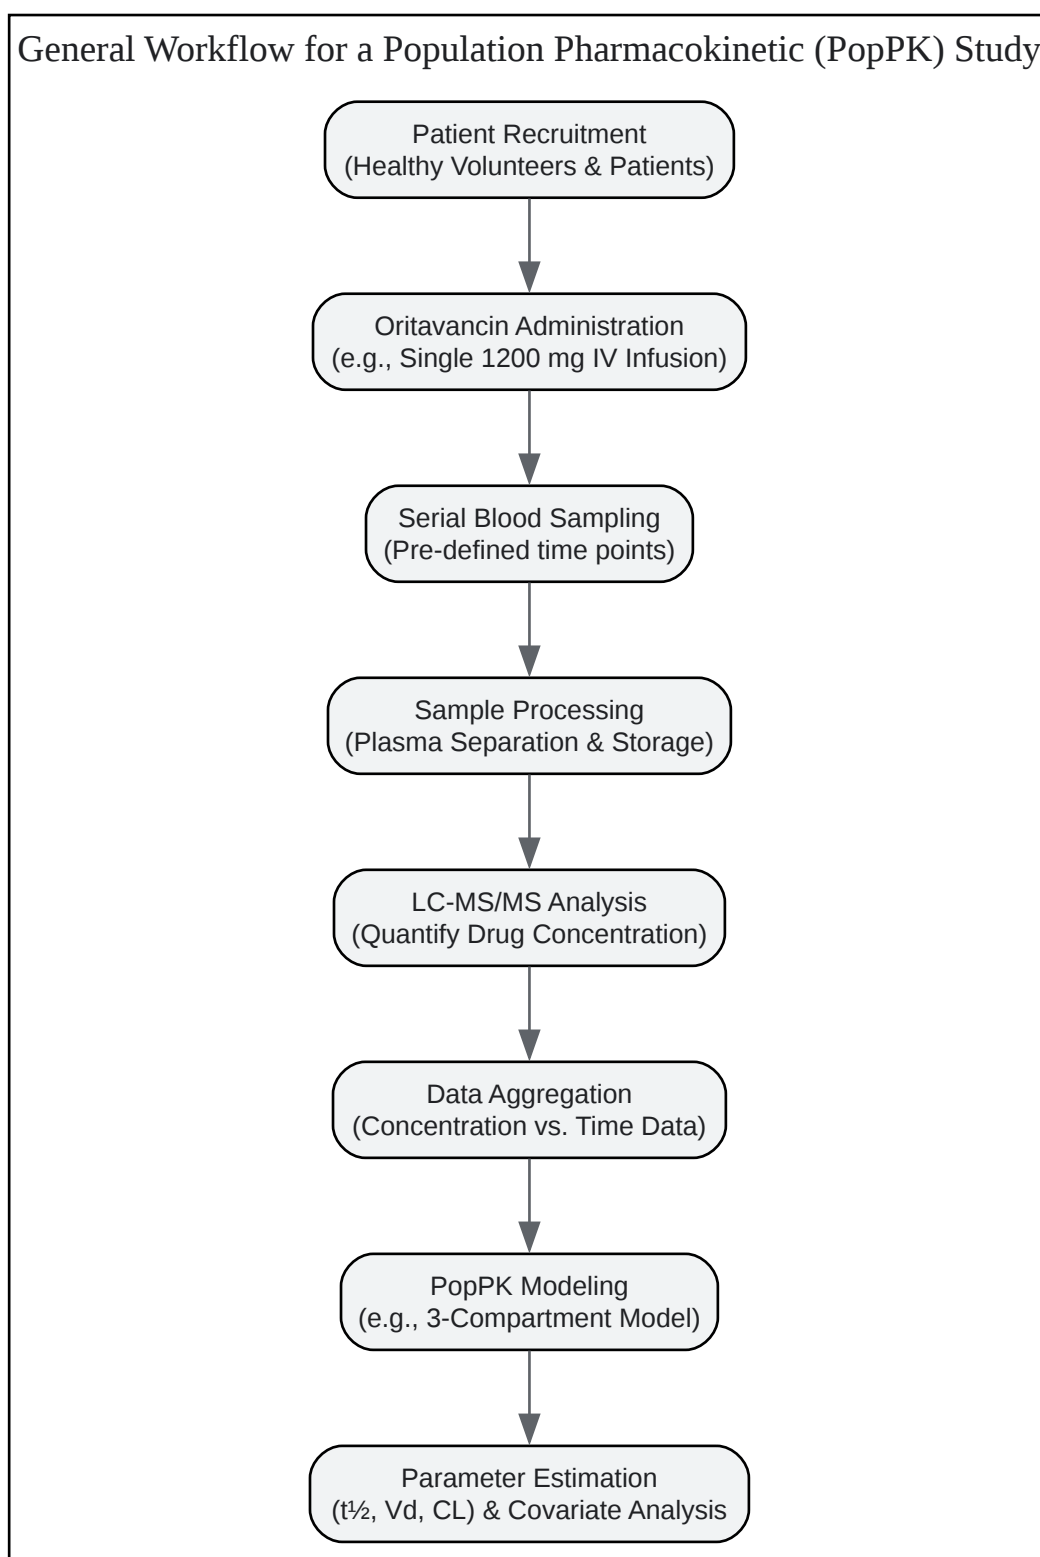 General Workflow for a Population Pharmacokinetic (PopPK) Study
Patient Recruitment
(Healthy Volunteers & Patients)
Oritavancin Administration
(e.g., Single 1200 mg IV Infusion)
Serial Blood Sampling
(Pre-defined time points)
Sample Processing
(Plasma Separation & Storage)
LC-MS/MS Analysis
(Quantify Drug Concentration)
Data Aggregation
(Concentration vs. Time Data)
PopPK Modeling
(e.g., 3-Compartment Model)
Parameter Estimation
(t½, Vd, CL) & Covariate Analysis